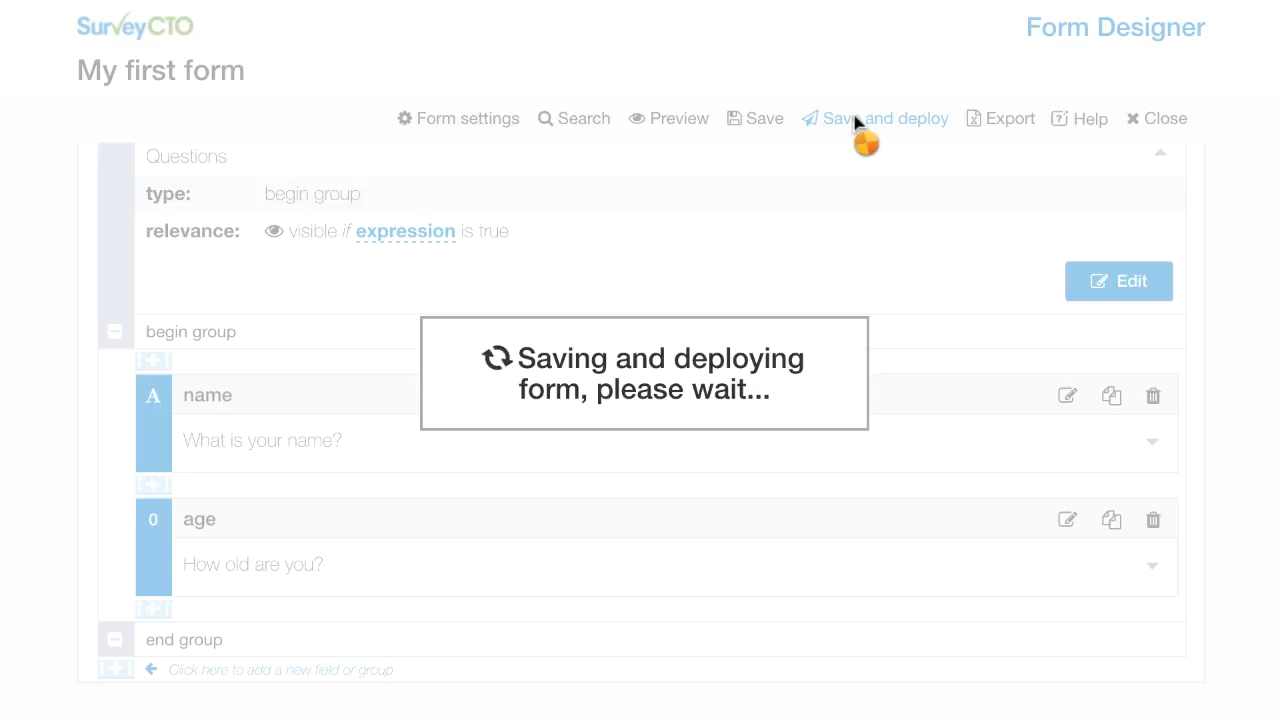 SurveyCTO
Form Designer
My first form
Form settings Search Preview Save Save and deploy Export Help Close
Questions
type: begin group
relevance: visible if expression is true
Edit
begin group
Saving and deploying
form, please wait...
A name
What is your name?
0 age
How old are you?
end group
Click here to add a new field or group